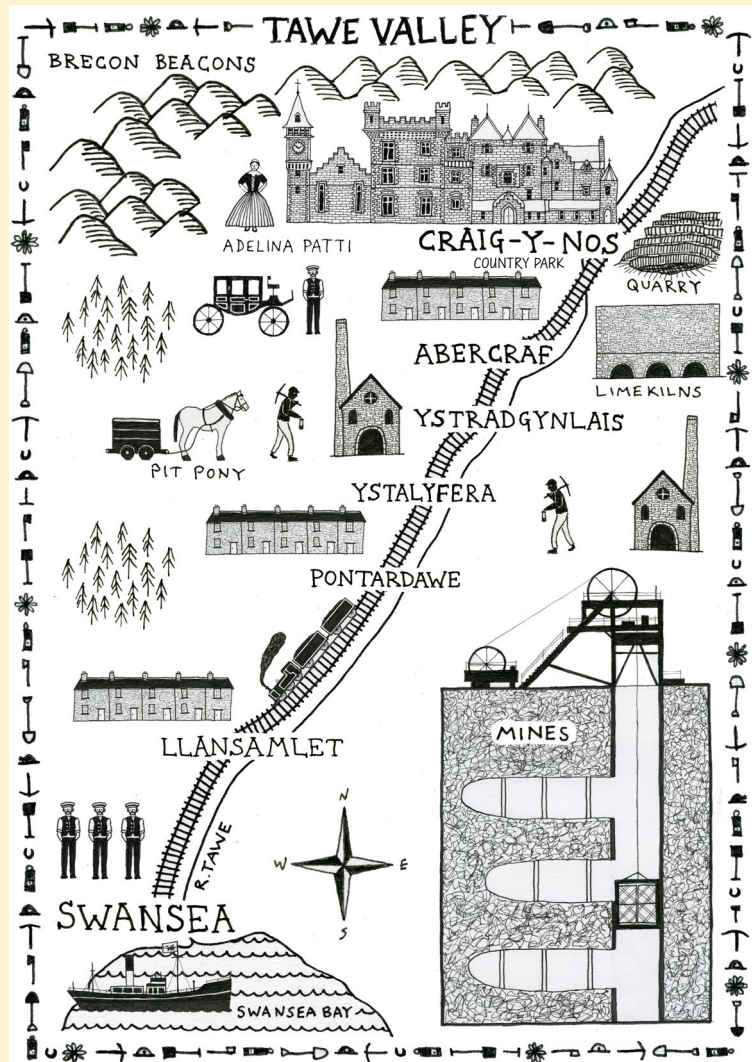 TAWE VALLEY
BRECON BEACONS
ADELINA PATTI
CRAIG-Y-NOS
COUNTRY PARK
QUARRY
ABERCRAF
LIMEKILNS
YSTRADGYNLAIS
PIT PONY
YSTALYFERA
PONTARDAWE
MINES
LLANSAMLET
N
W E
S
R. TAWE
SWANSEA
SWANSEA BAY